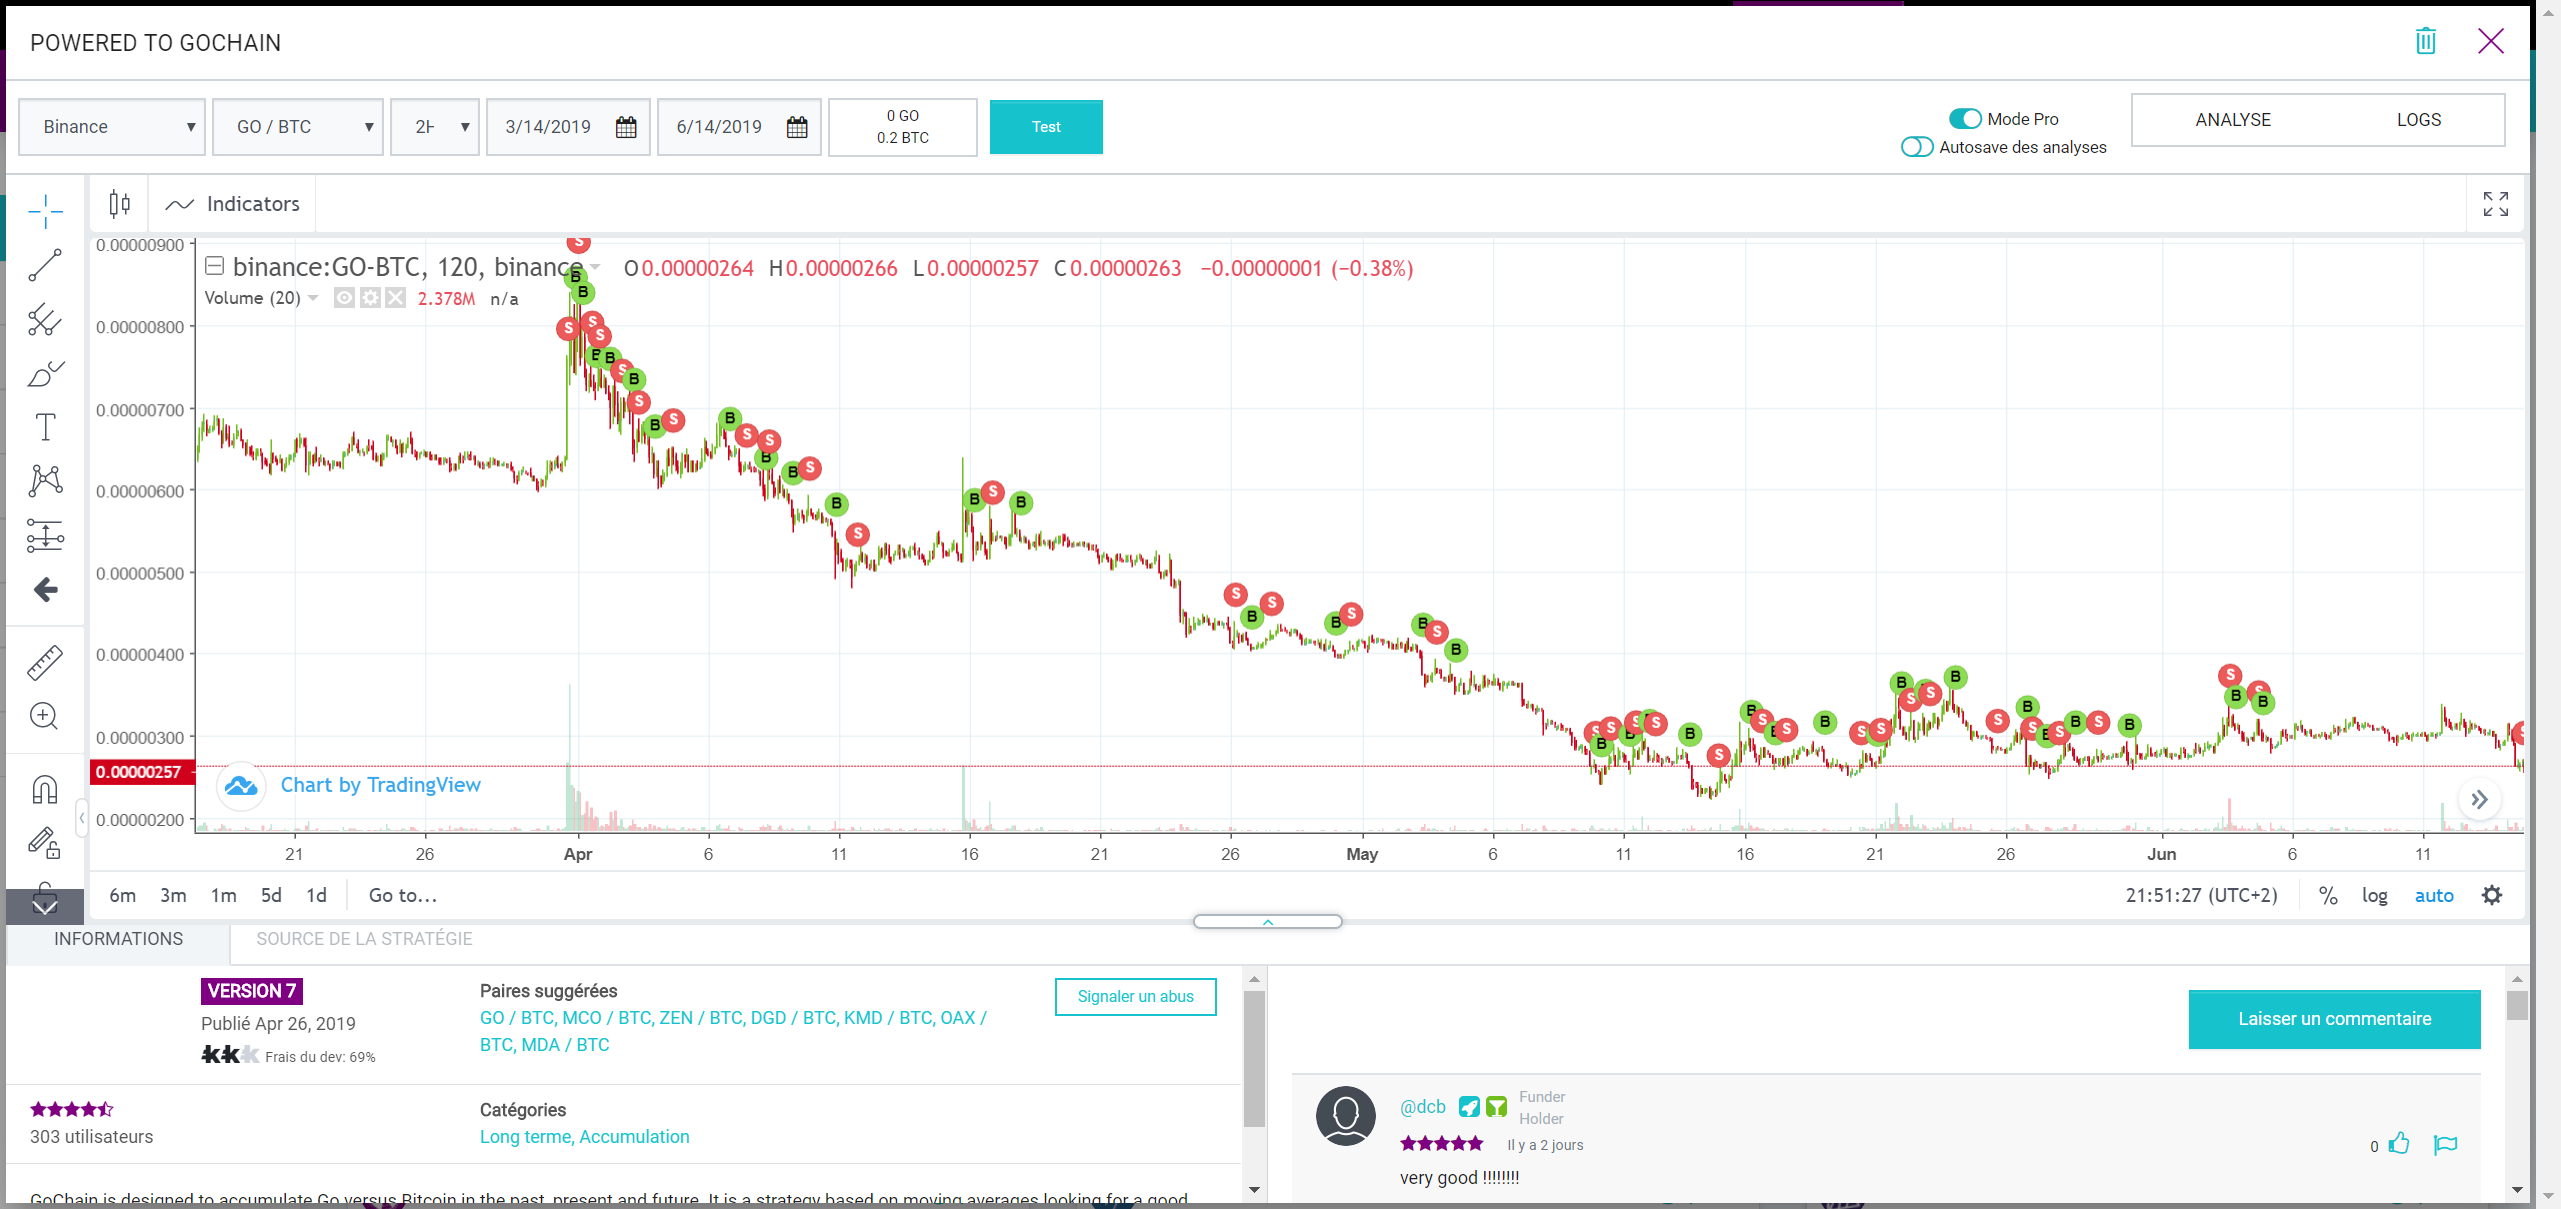 POWERED TO GOCHAIN
Binance
GO / BTC
2H
3/14/2019
6/14/2019
0 GO
0.2 BTC
Test
Mode Pro
Autosave des analyses
ANALYSE
LOGS
Indicators
binance:GO-BTC, 120, binance
O0.00000264 H0.00000266 L0.00000257 C0.00000263 −0.00000001 (−0.38%)
Volume (20) 2.378M n/a
0.00000900
0.00000800
0.00000700
0.00000600
0.00000500
0.00000400
0.00000300
0.00000257
0.00000200
Chart by TradingView
21 26 Apr 6 11 16 21 26 May 6 11 16 21 26 Jun 6 11
6m 3m 1m 5d 1d Go to...
21:51:27 (UTC+2) % log auto
INFORMATIONS
SOURCE DE LA STRATÉGIE
VERSION 7
Publié Apr 26, 2019
Frais du dev: 69%
Paires suggérées
GO / BTC, MCO / BTC, ZEN / BTC, DGD / BTC, KMD / BTC, OAX /
BTC, MDA / BTC
Signaler un abus
303 utilisateurs
Catégories
Long terme, Accumulation
GoChain is designed to accumulate Go versus Bitcoin in the past, present and future. It is a strategy based on moving averages looking for a good
Laisser un commentaire
@dcb
Funder
Holder
Il y a 2 jours
0
very good !!!!!!!!